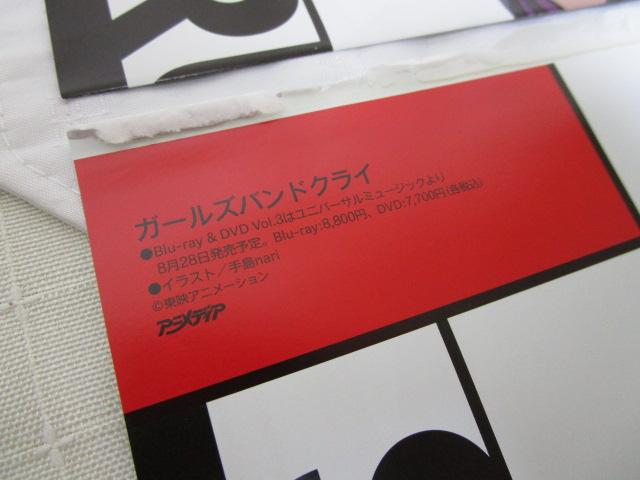 R
ガールズバンドクライ
●Blu-ray & DVD Vol.3はユニバーサルミュージックより
8月28日発売予定。Blu-ray:8,800円、DVD:7,700円(各税込)
●イラスト／手島nari
©東映アニメーション
アニメディア